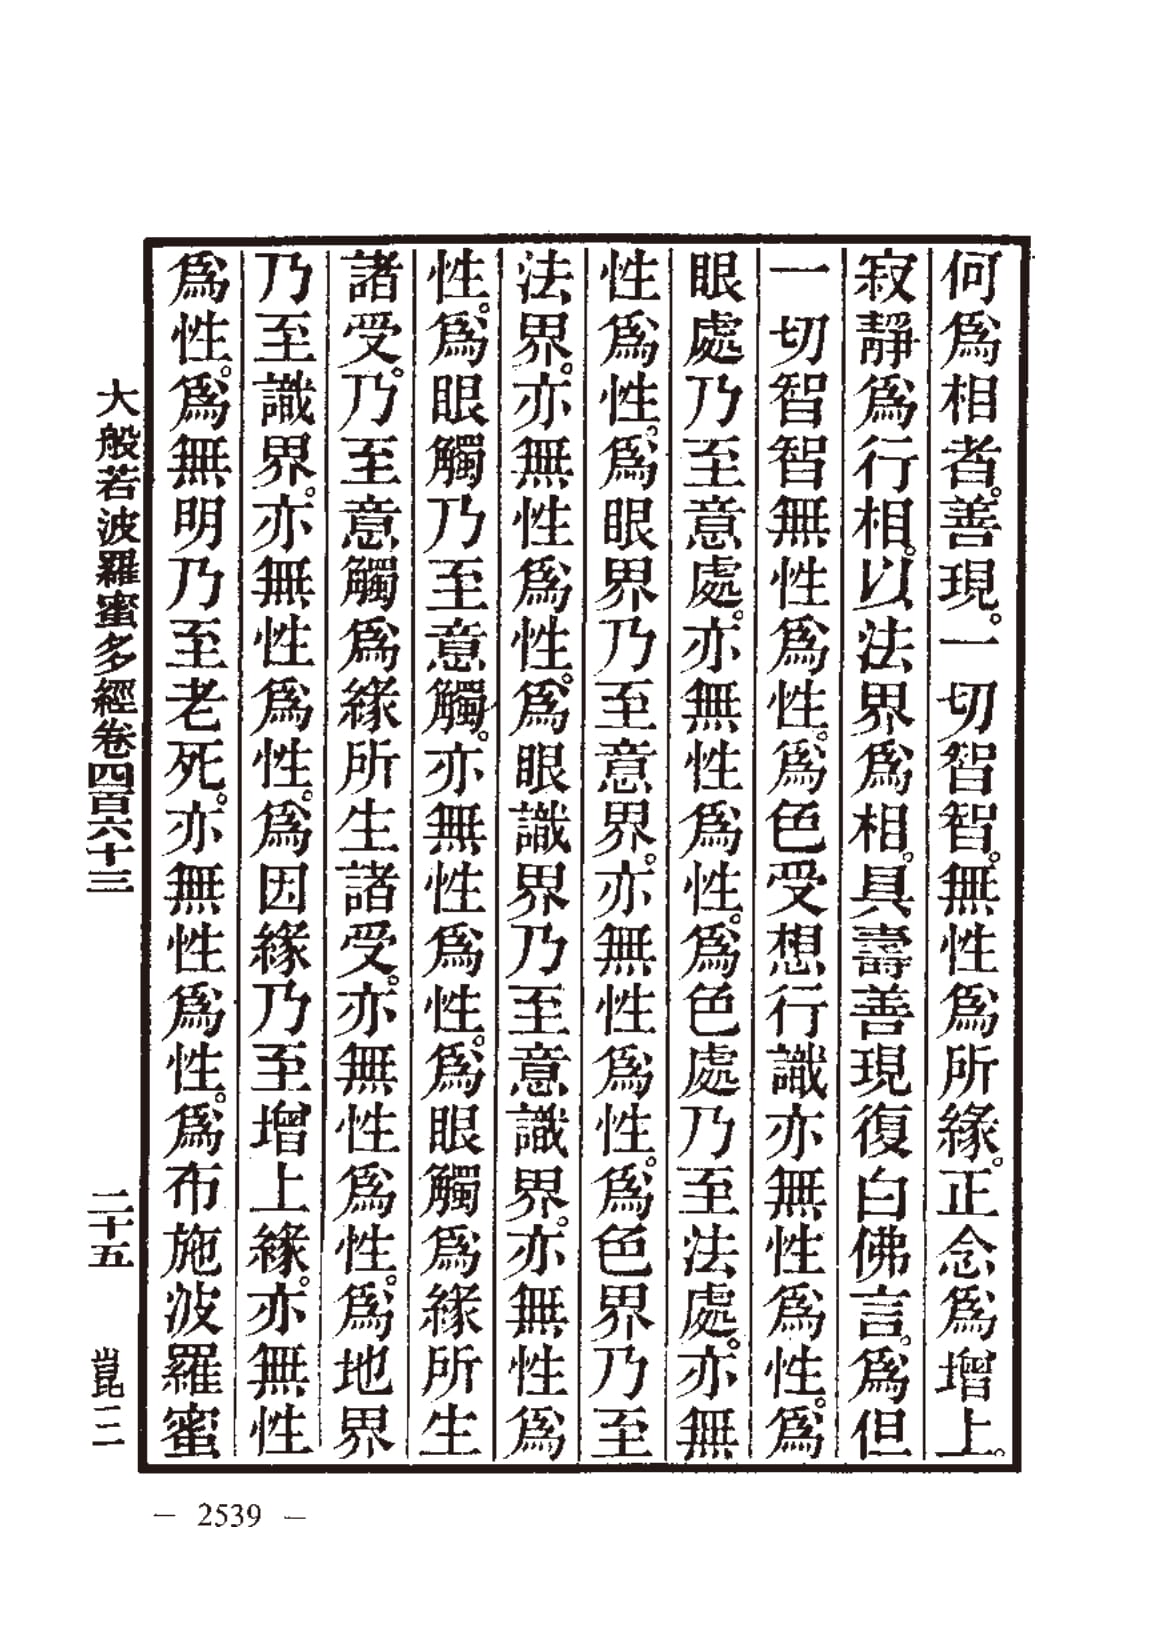 何爲相者。善現。一切智智。無性爲所緣。正念爲增上。
寂靜爲行相。以法界爲相。具壽善現復白佛言。爲但
一切智智無性爲性。爲色受想行識亦無性爲性。爲
眼處乃至意處。亦無性爲性。爲色處乃至法處。亦無
性爲性。爲眼界乃至意界。亦無性爲性。爲色界乃至
法界。亦無性爲性。爲眼識界乃至意識界。亦無性爲
性。爲眼觸乃至意觸。亦無性爲性。爲眼觸爲緣所生
諸受。乃至意觸爲緣所生諸受。亦無性爲性。爲地界
乃至識界。亦無性爲性。爲因緣乃至增上緣。亦無性
爲性。爲無明乃至老死。亦無性爲性。爲布施波羅蜜
大般若波羅蜜多經卷四百六十三 二十五 崑二
— 2539 —